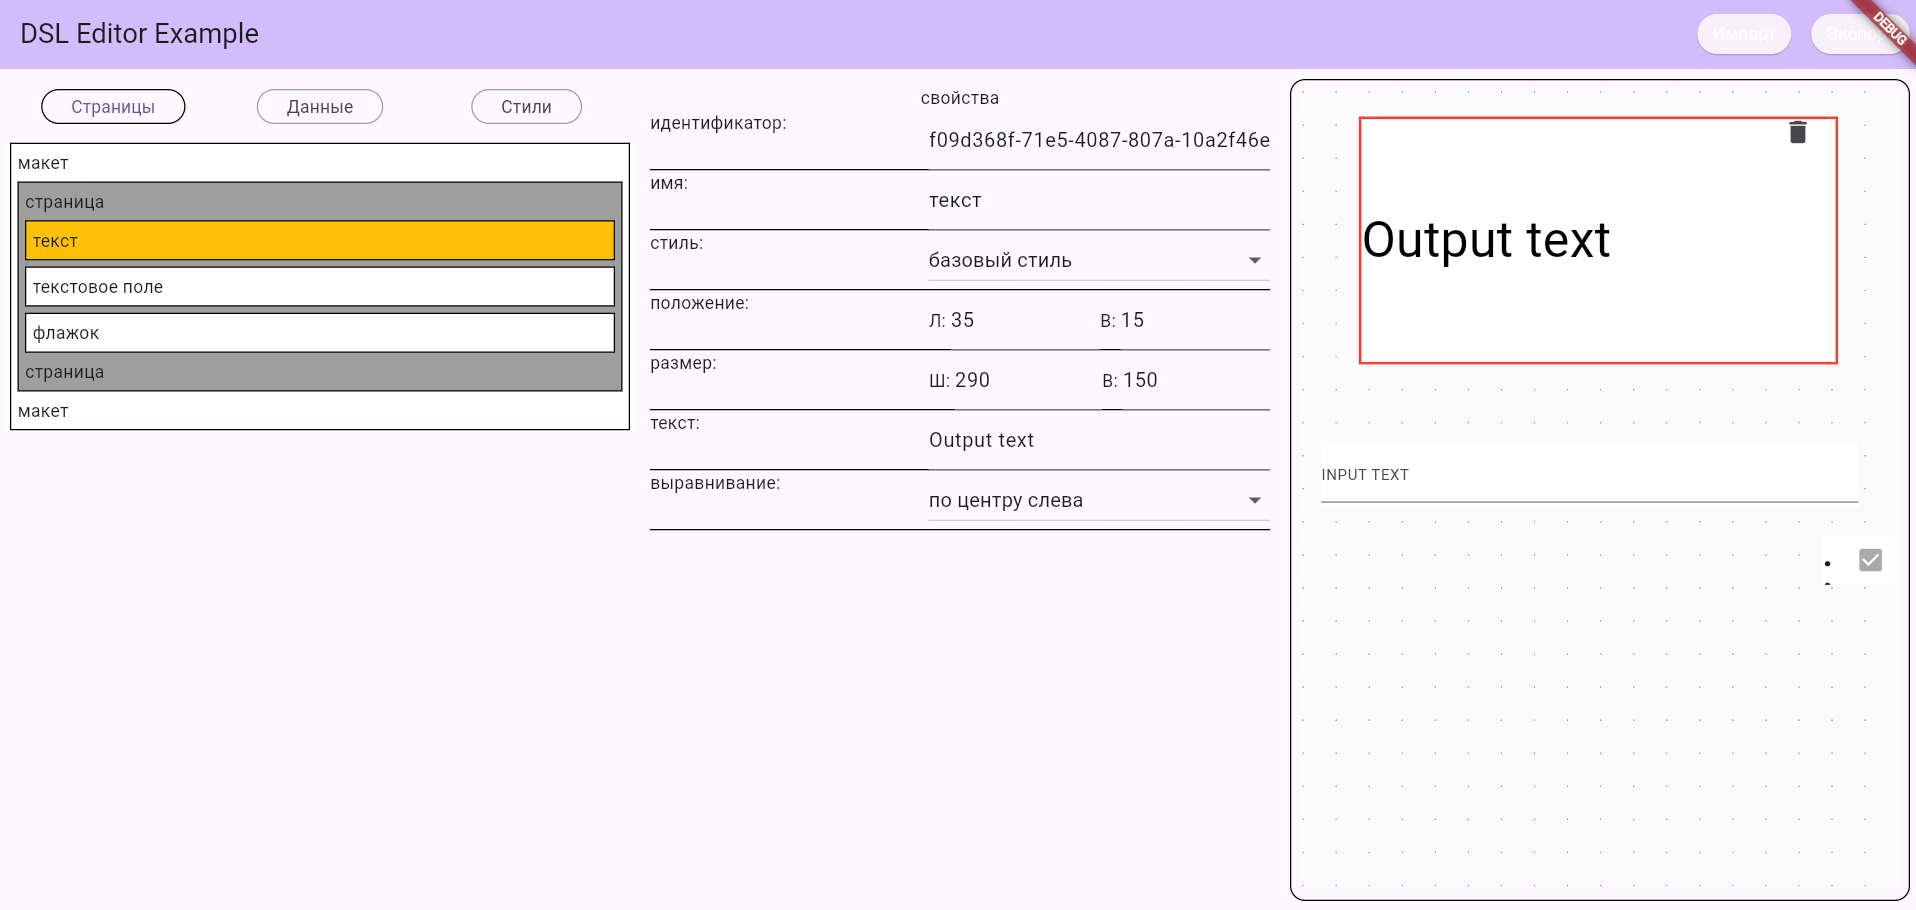 DSL Editor Example
Импорт
DEBUG
Страницы
Данные
Стили
макет
страница
текст
текстовое поле
флажок
страница
макет
свойства
идентификатор:
f09d368f-71e5-4087-807a-10a2f46e
имя:
текст
стиль:
базовый стиль
положение:
Л: 35
В: 15
размер:
Ш: 290
В: 150
текст:
Output text
выравнивание:
по центру слева
Output text
INPUT TEXT